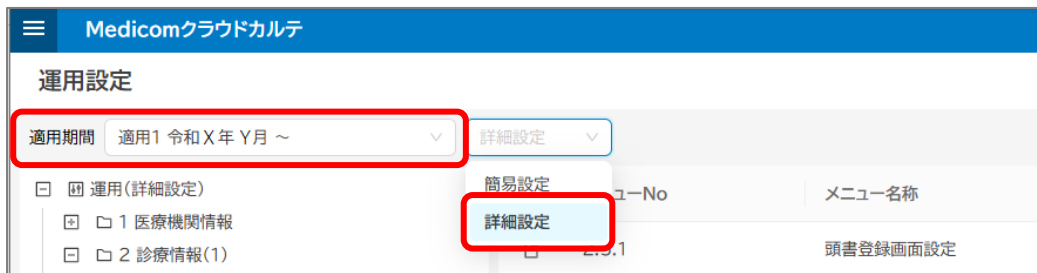 Medicomクラウドカルテ
運用設定
適用期間 適用1 令和X年 Y月 ～ 詳細設定
運用(詳細設定)
1 医療機関情報
2 診療情報(1)
簡易設定
詳細設定
ューNo メニュー名称
頭書登録画面設定